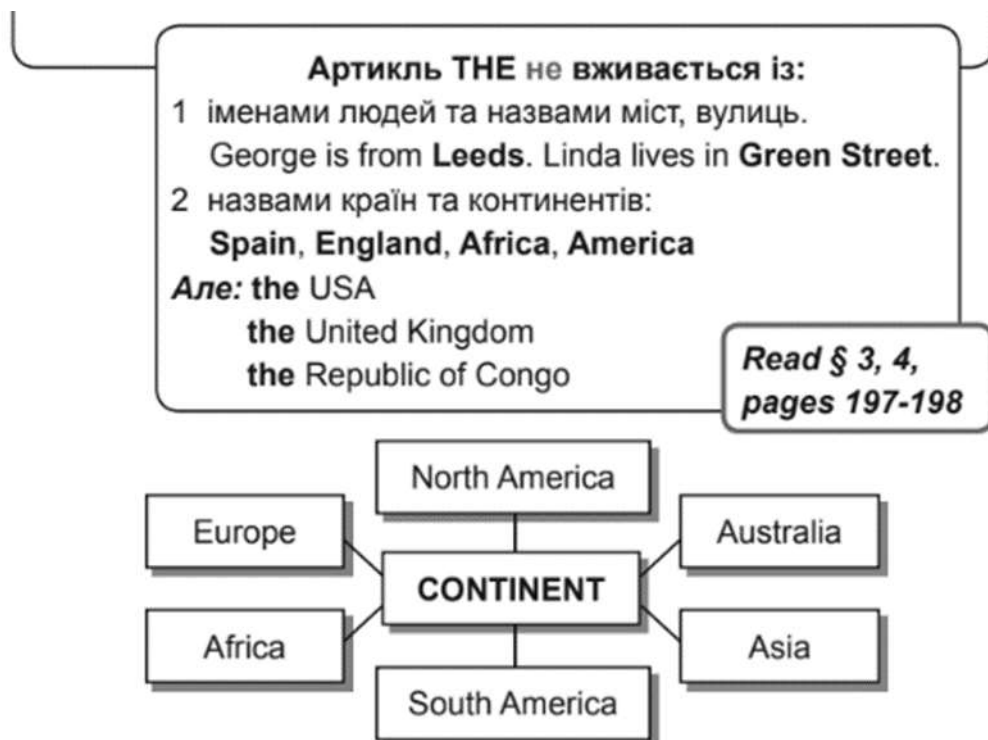 Артикль THE не вживається із:
1 іменами людей та назвами міст, вулиць.
George is from Leeds. Linda lives in Green Street.
2 назвами країн та континентів:
Spain, England, Africa, America
Але: the USA
the United Kingdom
the Republic of Congo
Read § 3, 4,
pages 197-198
North America
Europe
Australia
CONTINENT
Africa
Asia
South America